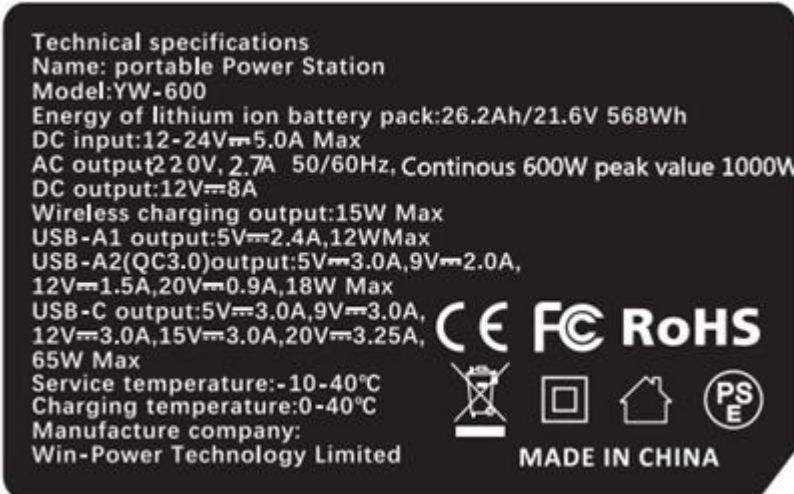 Technical specifications
Name: portable Power Station
Model:YW-600
Energy of lithium ion battery pack:26.2Ah/21.6V 568Wh
DC input:12-24V⎓5.0A Max
AC output220V, 2.7A 50/60Hz, Continous 600W peak value 1000W
DC output:12V⎓8A
Wireless charging output:15W Max
USB-A1 output:5V⎓2.4A,12WMax
USB-A2(QC3.0)output:5V⎓3.0A,9V⎓2.0A,
12V⎓1.5A,20V⎓0.9A,18W Max
USB-C output:5V⎓3.0A,9V⎓3.0A,
12V⎓3.0A,15V⎓3.0A,20V⎓3.25A,
65W Max
Service temperature:-10-40℃
Charging temperature:0-40℃
Manufacture company:
Win-Power Technology Limited
CE FC RoHS
PS
E
MADE IN CHINA